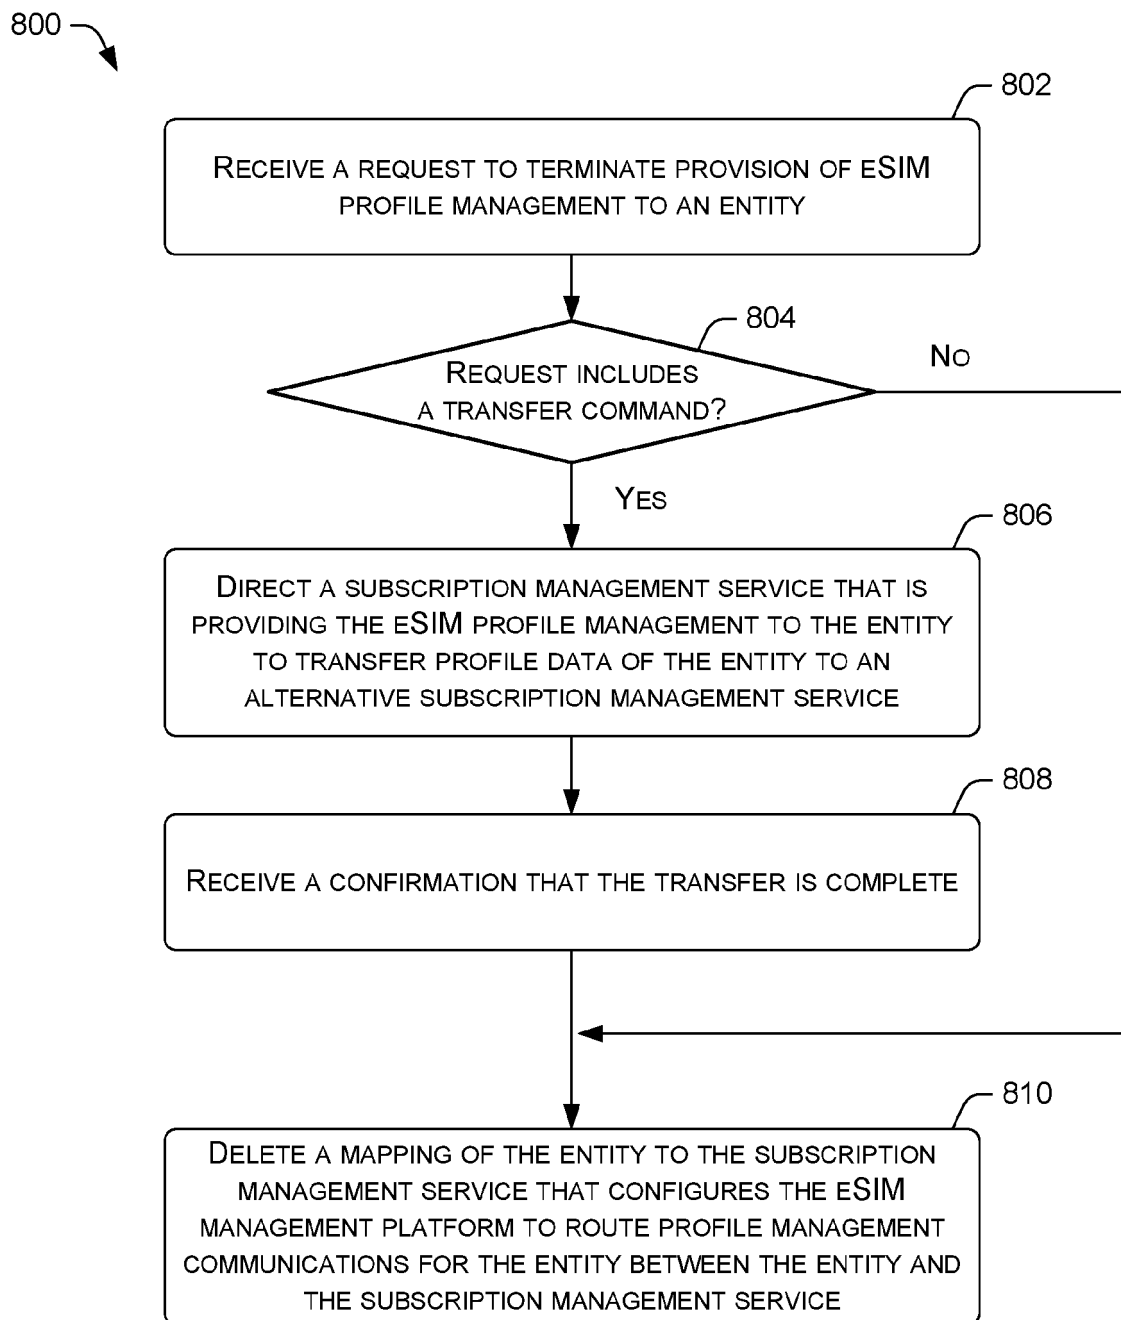 800
802
RECEIVE A REQUEST TO TERMINATE PROVISION OF ESIM
PROFILE MANAGEMENT TO AN ENTITY
804
NO
REQUEST INCLUDES
A TRANSFER COMMAND?
YES
806
DIRECT A SUBSCRIPTION MANAGEMENT SERVICE THAT IS
PROVIDING THE ESIM PROFILE MANAGEMENT TO THE ENTITY
TO TRANSFER PROFILE DATA OF THE ENTITY TO AN
ALTERNATIVE SUBSCRIPTION MANAGEMENT SERVICE
808
RECEIVE A CONFIRMATION THAT THE TRANSFER IS COMPLETE
810
DELETE A MAPPING OF THE ENTITY TO THE SUBSCRIPTION
MANAGEMENT SERVICE THAT CONFIGURES THE ESIM
MANAGEMENT PLATFORM TO ROUTE PROFILE MANAGEMENT
COMMUNICATIONS FOR THE ENTITY BETWEEN THE ENTITY AND
THE SUBSCRIPTION MANAGEMENT SERVICE